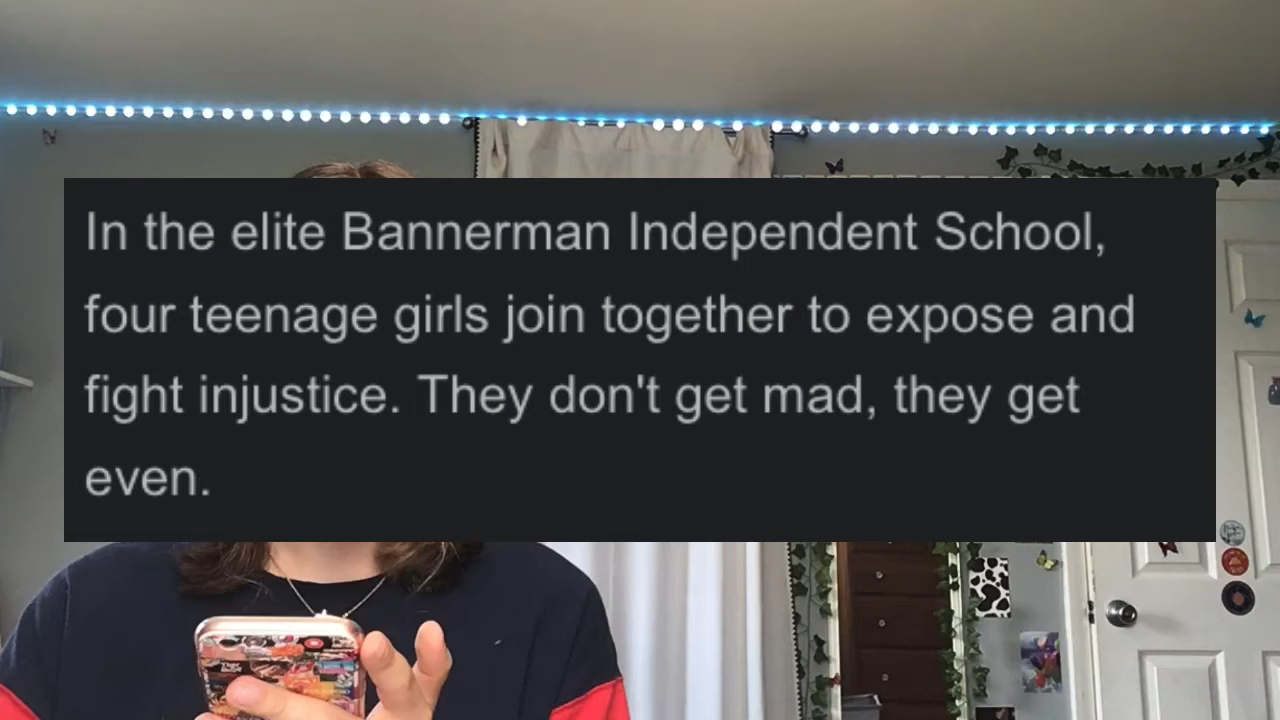 In the elite Bannerman Independent School,
four teenage girls join together to expose and
fight injustice. They don't get mad, they get
even.